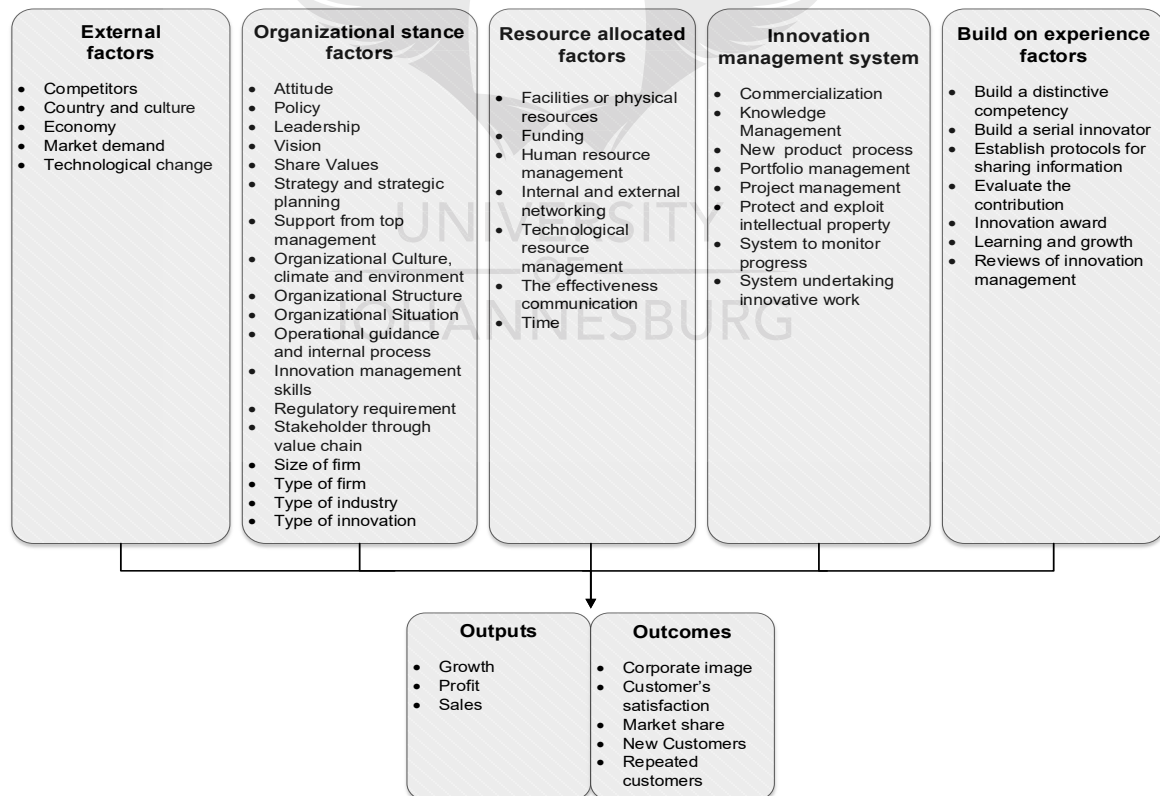 External
factors
• Competitors
• Country and culture
• Economy
• Market demand
• Technological change
Organizational stance
factors
• Attitude
• Policy
• Leadership
• Vision
• Share Values
• Strategy and strategic
planning
• Support from top
management
• Organizational Culture,
climate and environment
• Organizational Structure
• Organizational Situation
• Operational guidance
and internal process
• Innovation management
skills
• Regulatory requirement
• Stakeholder through
value chain
• Size of firm
• Type of firm
• Type of industry
• Type of innovation
Resource allocated
factors
• Facilities or physical
resources
• Funding
• Human resource
management
• Internal and external
networking
• Technological
resource
management
• The effectiveness
communication
• Time
Innovation
management system
• Commercialization
• Knowledge
Management
• New product process
• Portfolio management
• Project management
• Protect and exploit
intellectual property
• System to monitor
progress
• System undertaking
innovative work
Build on experience
factors
• Build a distinctive
competency
• Build a serial innovator
• Establish protocols for
sharing information
• Evaluate the
contribution
• Innovation award
• Learning and growth
• Reviews of innovation
management
UNIVERSITY
OF
JOHANNESBURG
Outputs
• Growth
• Profit
• Sales
Outcomes
• Corporate image
• Customer’s
satisfaction
• Market share
• New Customers
• Repeated
customers